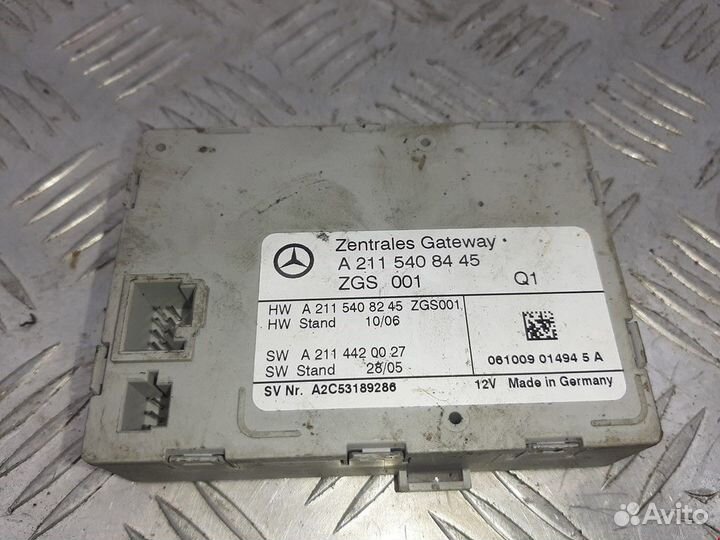 Zentrales Gateway
A 211 540 84 45
ZGS 001 Q1
HW A 211 540 82 45 ZGS001
HW Stand 10/06
SW A 211 442 00 27
SW Stand 28/05
061009 01494 5 A
SV Nr. A2C53189286 12V Made in Germany
Avito